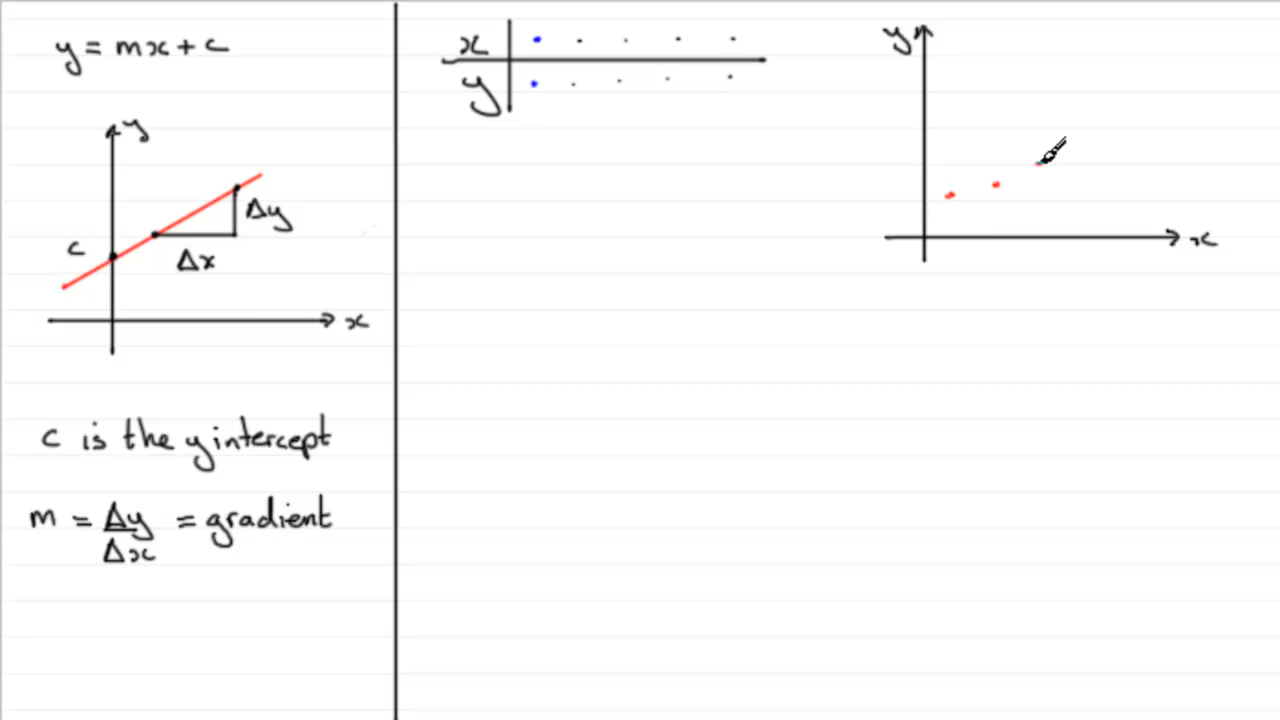 y = mx + c
y
c
Δy
Δx
x
c is the y intercept
m = Δy/Δx = gradient
x
y
y
x